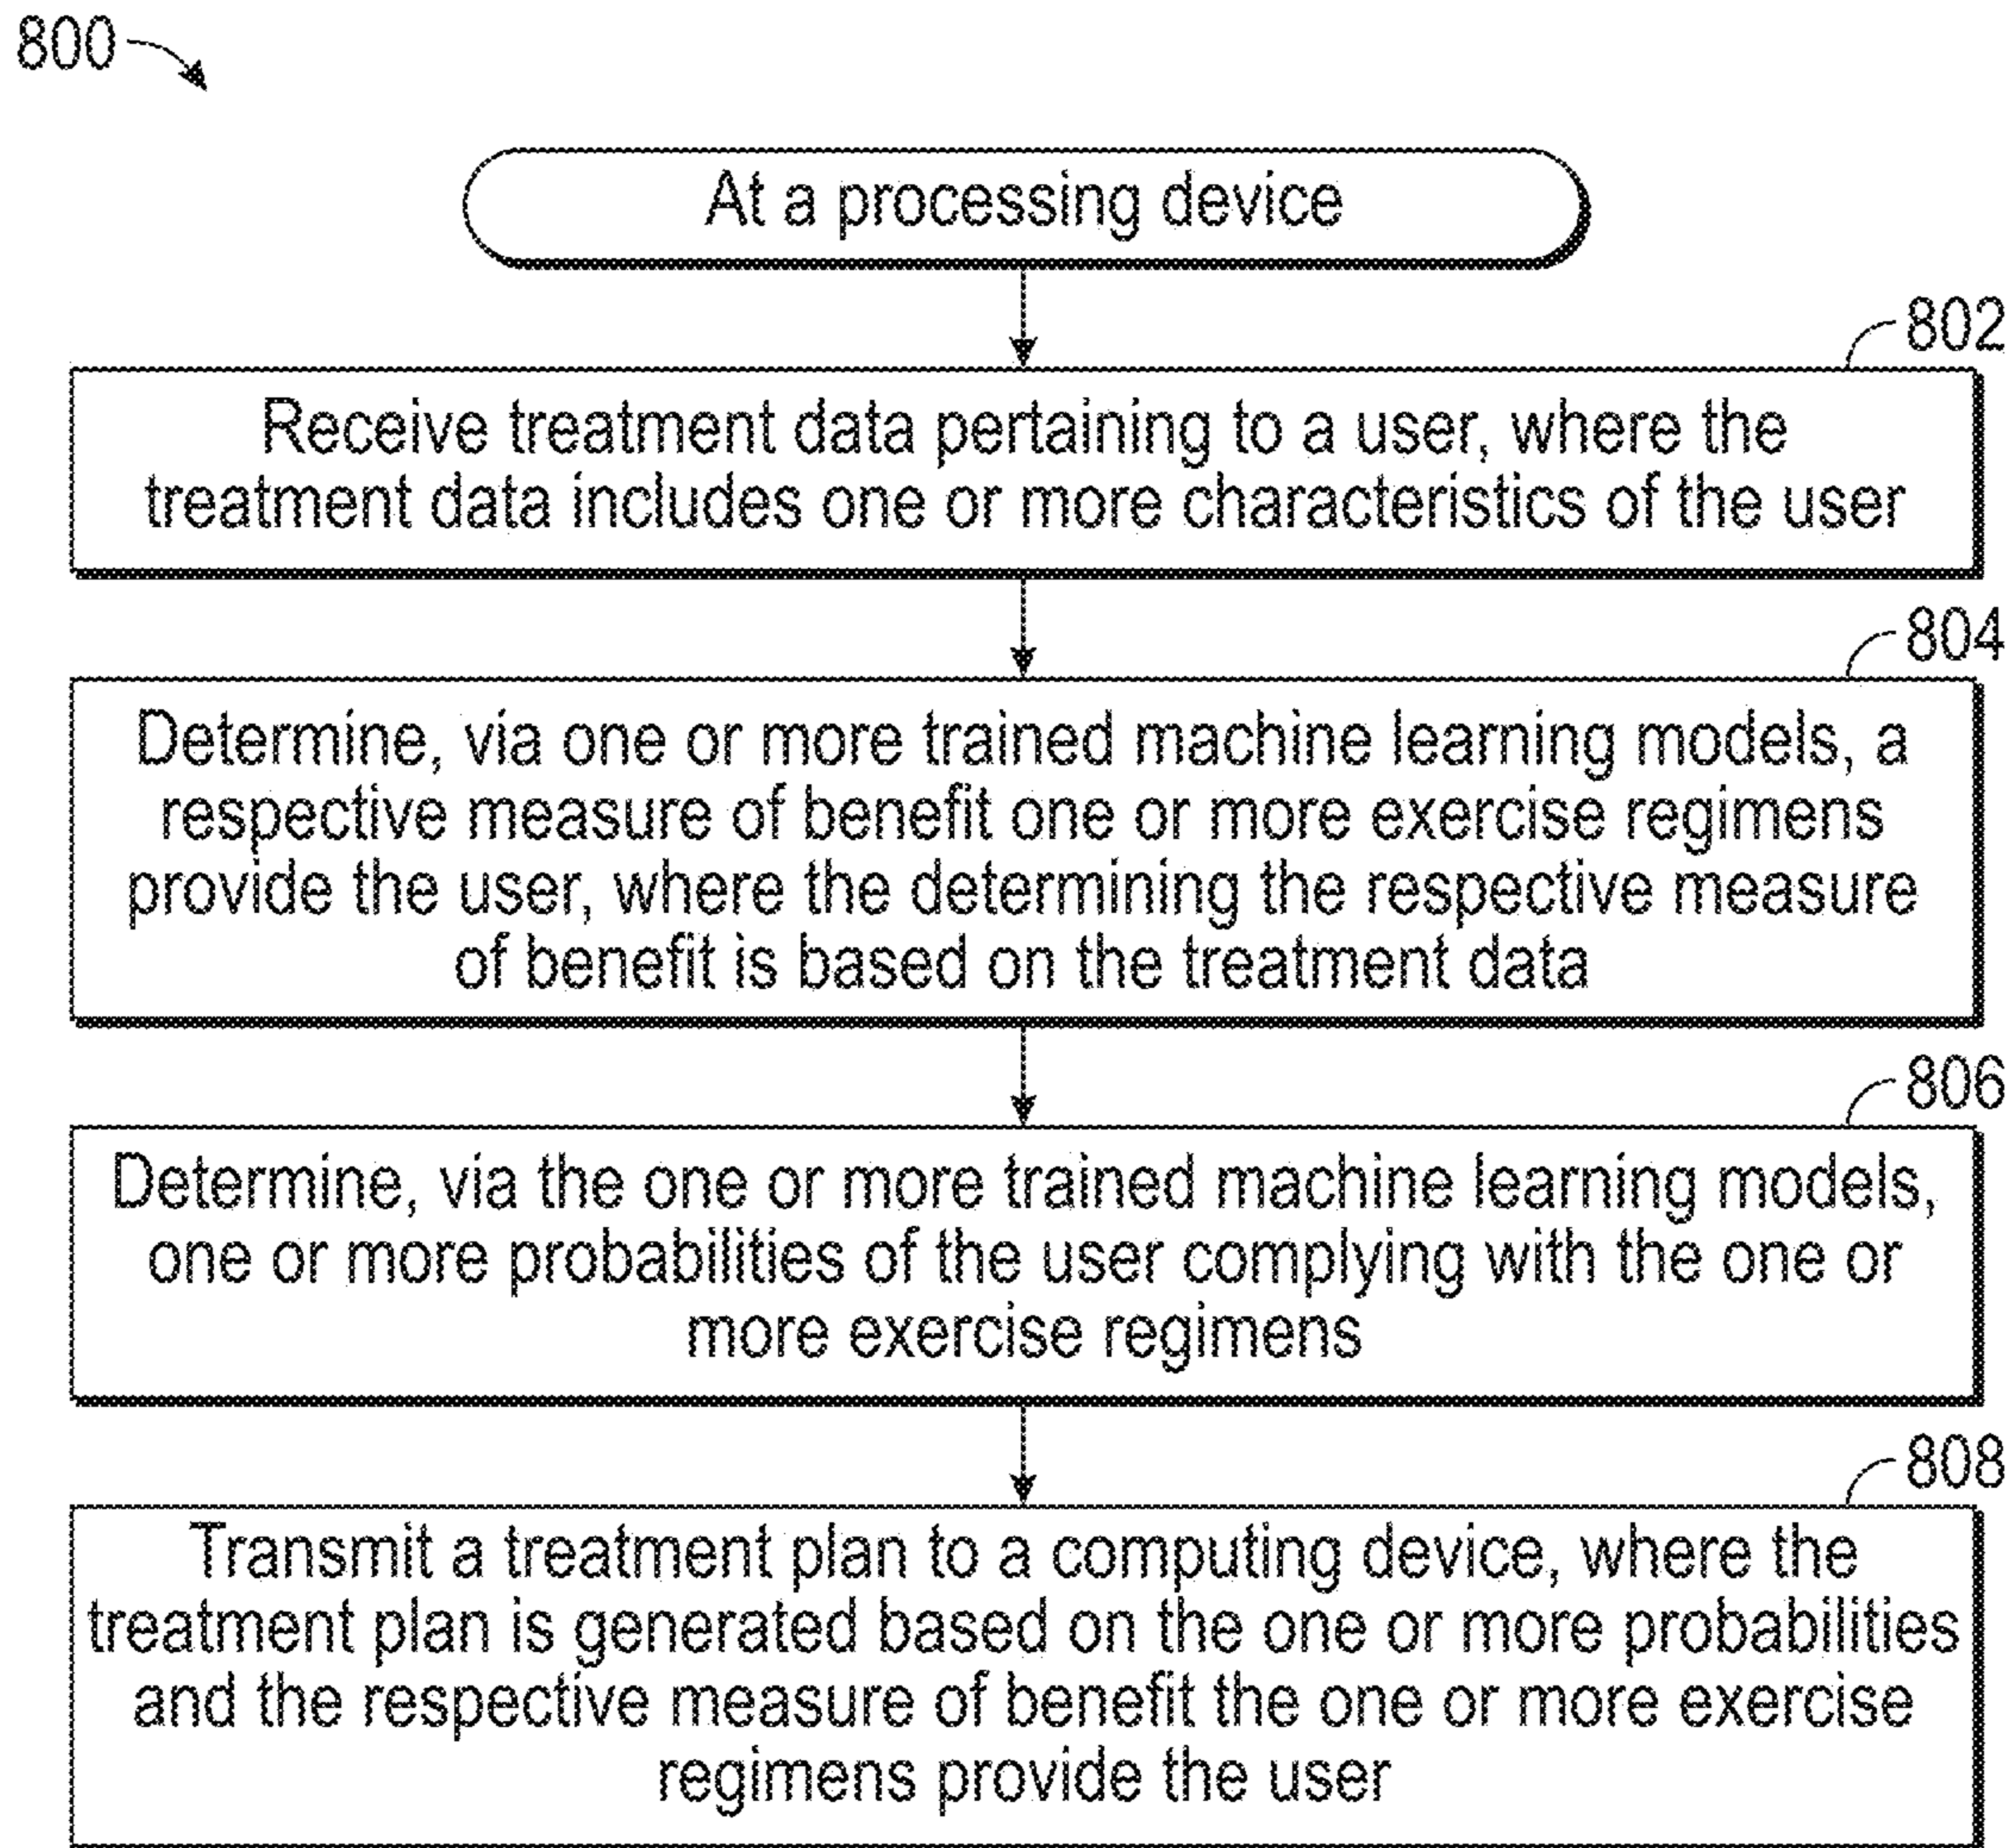 800
At a processing device
802
Receive treatment data pertaining to a user, where the
treatment data includes one or more characteristics of the user
804
Determine, via one or more trained machine learning models, a
respective measure of benefit one or more exercise regimens
provide the user, where the determining the respective measure
of benefit is based on the treatment data
806
Determine, via the one or more trained machine learning models,
one or more probabilities of the user complying with the one or
more exercise regimens
808
Transmit a treatment plan to a computing device, where the
treatment plan is generated based on the one or more probabilities
and the respective measure of benefit the one or more exercise
regimens provide the user